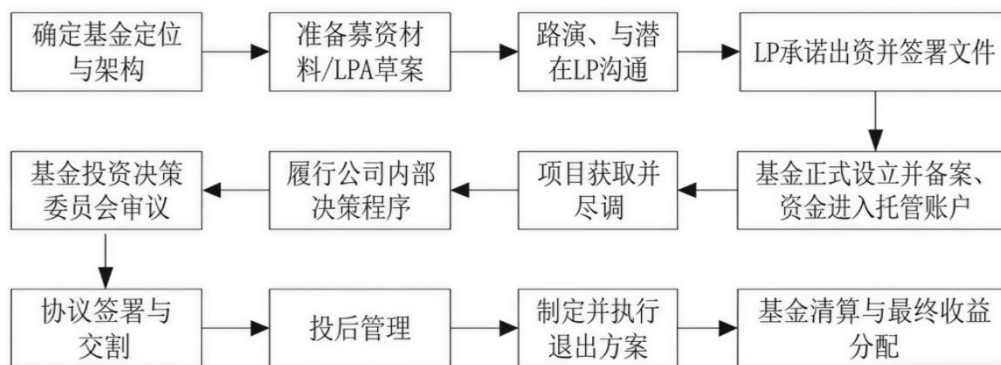 确定基金定位
与架构
准备募资材
料/LPA草案
路演、与潜
在LP沟通
LP承诺出资并签署文件
基金正式设立并备案、
资金进入托管账户
项目获取并
尽调
履行公司内部
决策程序
基金投资决策
委员会审议
协议签署与
交割
投后管理
制定并执行
退出方案
基金清算与最终收益
分配